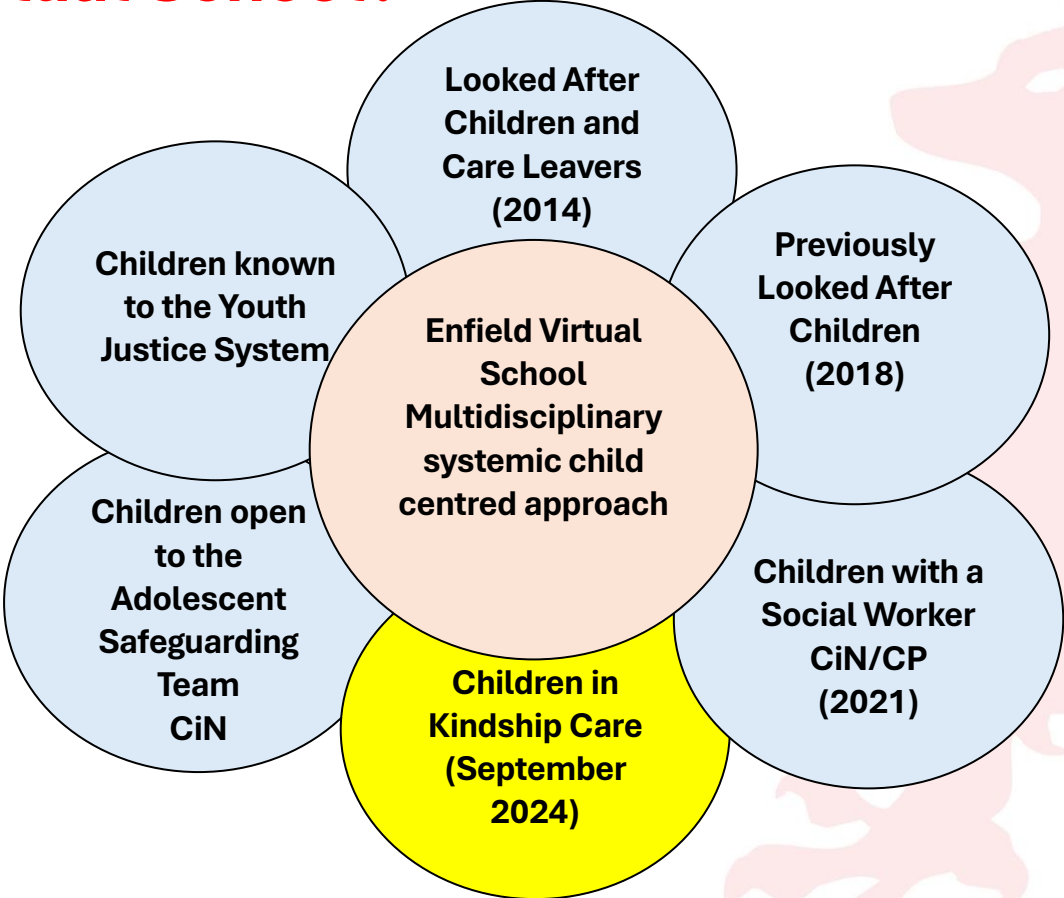 School?
Looked After
Children and
Care Leavers
(2014)
Previously
Looked After
Children
(2018)
Children with a
Social Worker
CiN/CP
(2021)
Children in
Kindship Care
(September
2024)
Children open
to the
Adolescent
Safeguarding
Team
CiN
Children known
to the Youth
Justice System
Enfield Virtual
School
Multidisciplinary
systemic child
centred approach